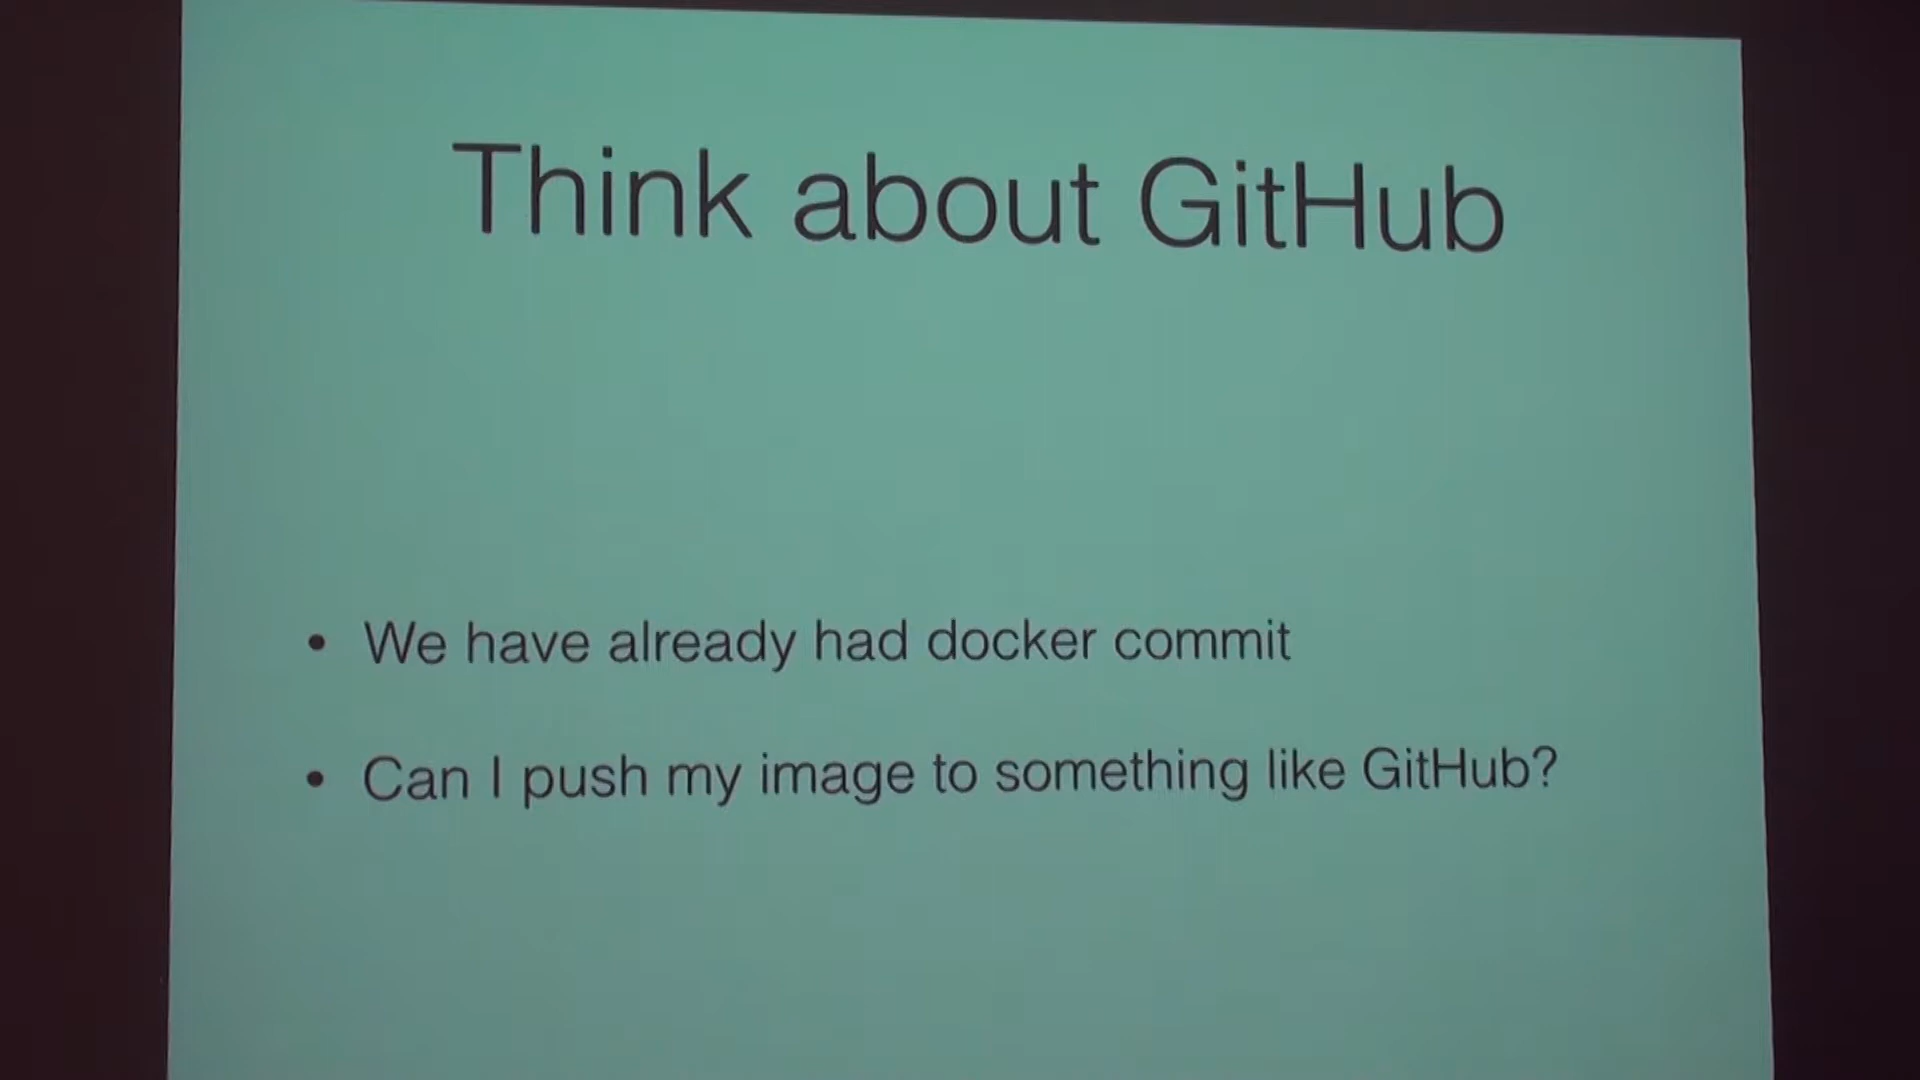 Think about GitHub
• We have already had docker commit
• Can I push my image to something like GitHub?